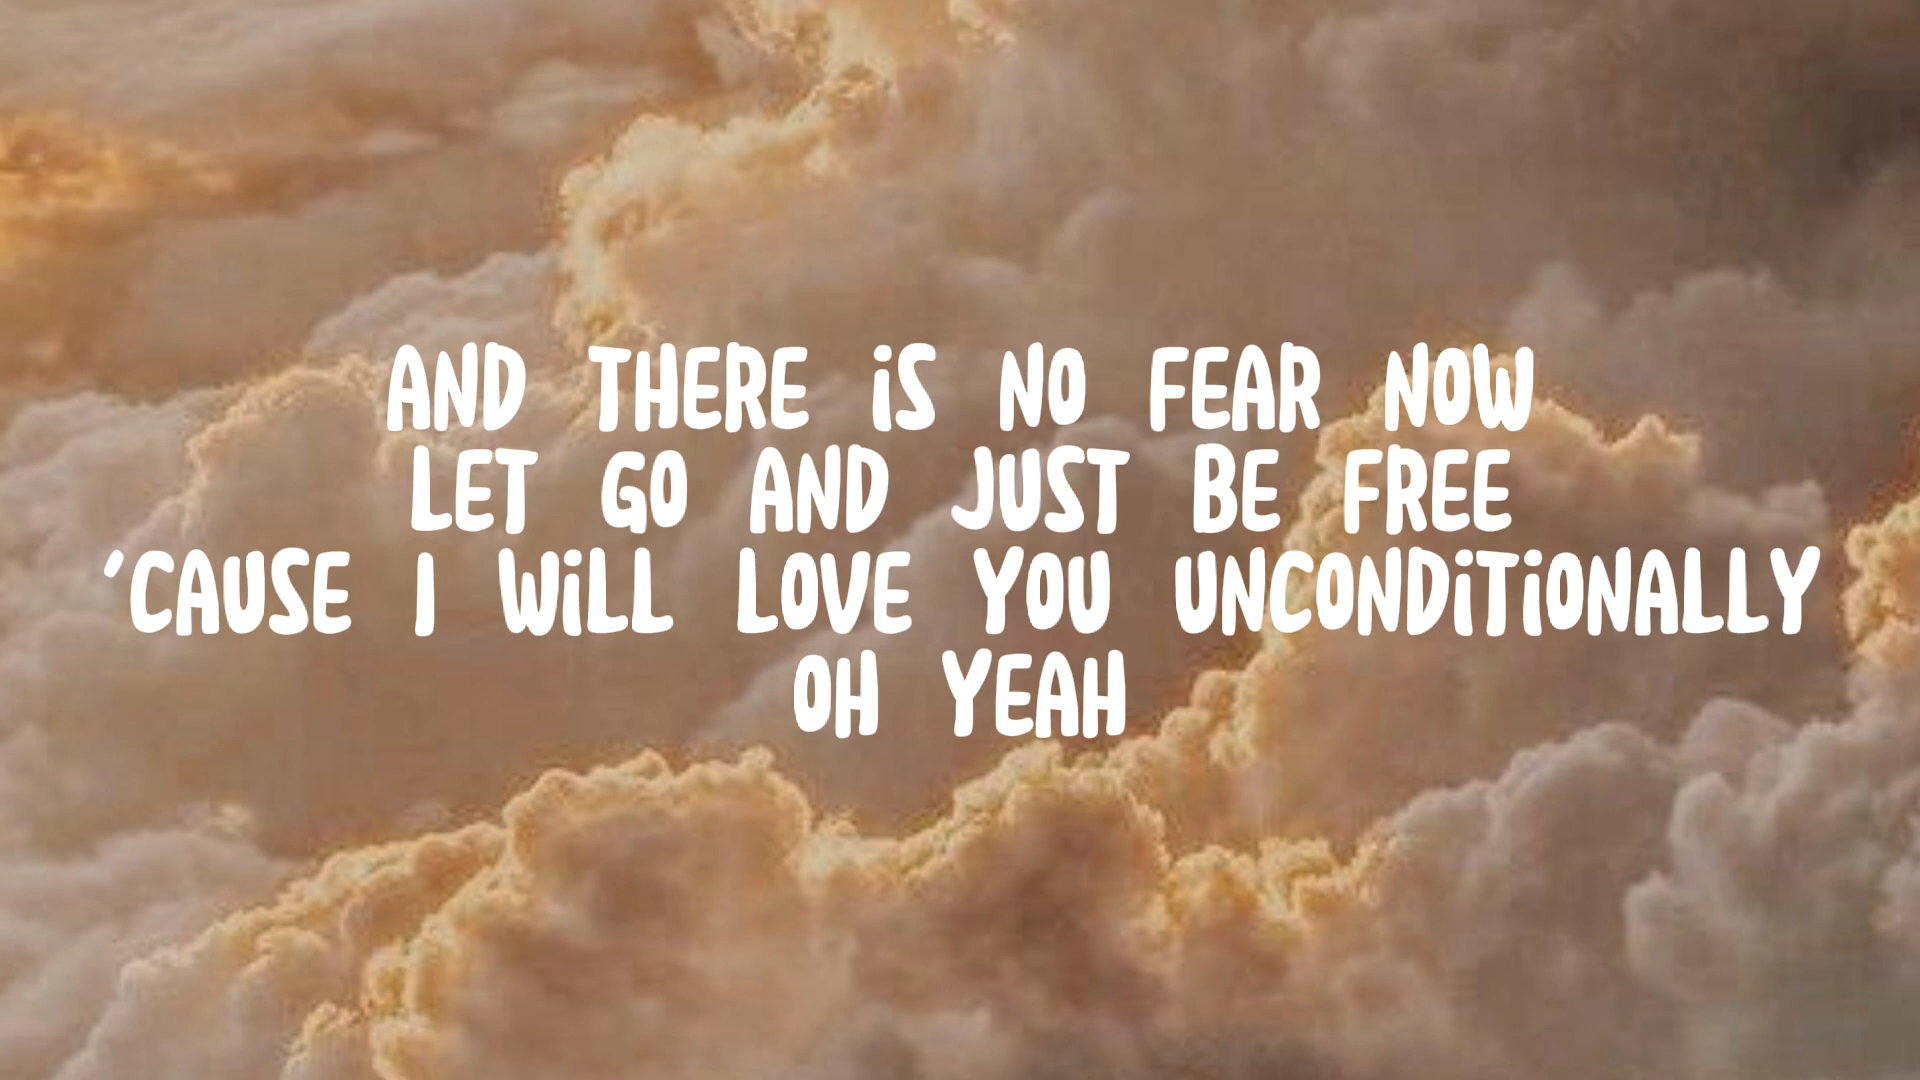 AND THERE iS NO FEAR NOW
LET GO AND JUST BE FREE
'CAUSE I WiLL LOVE YOU UNCONDiTiONALLY
OH YEAH